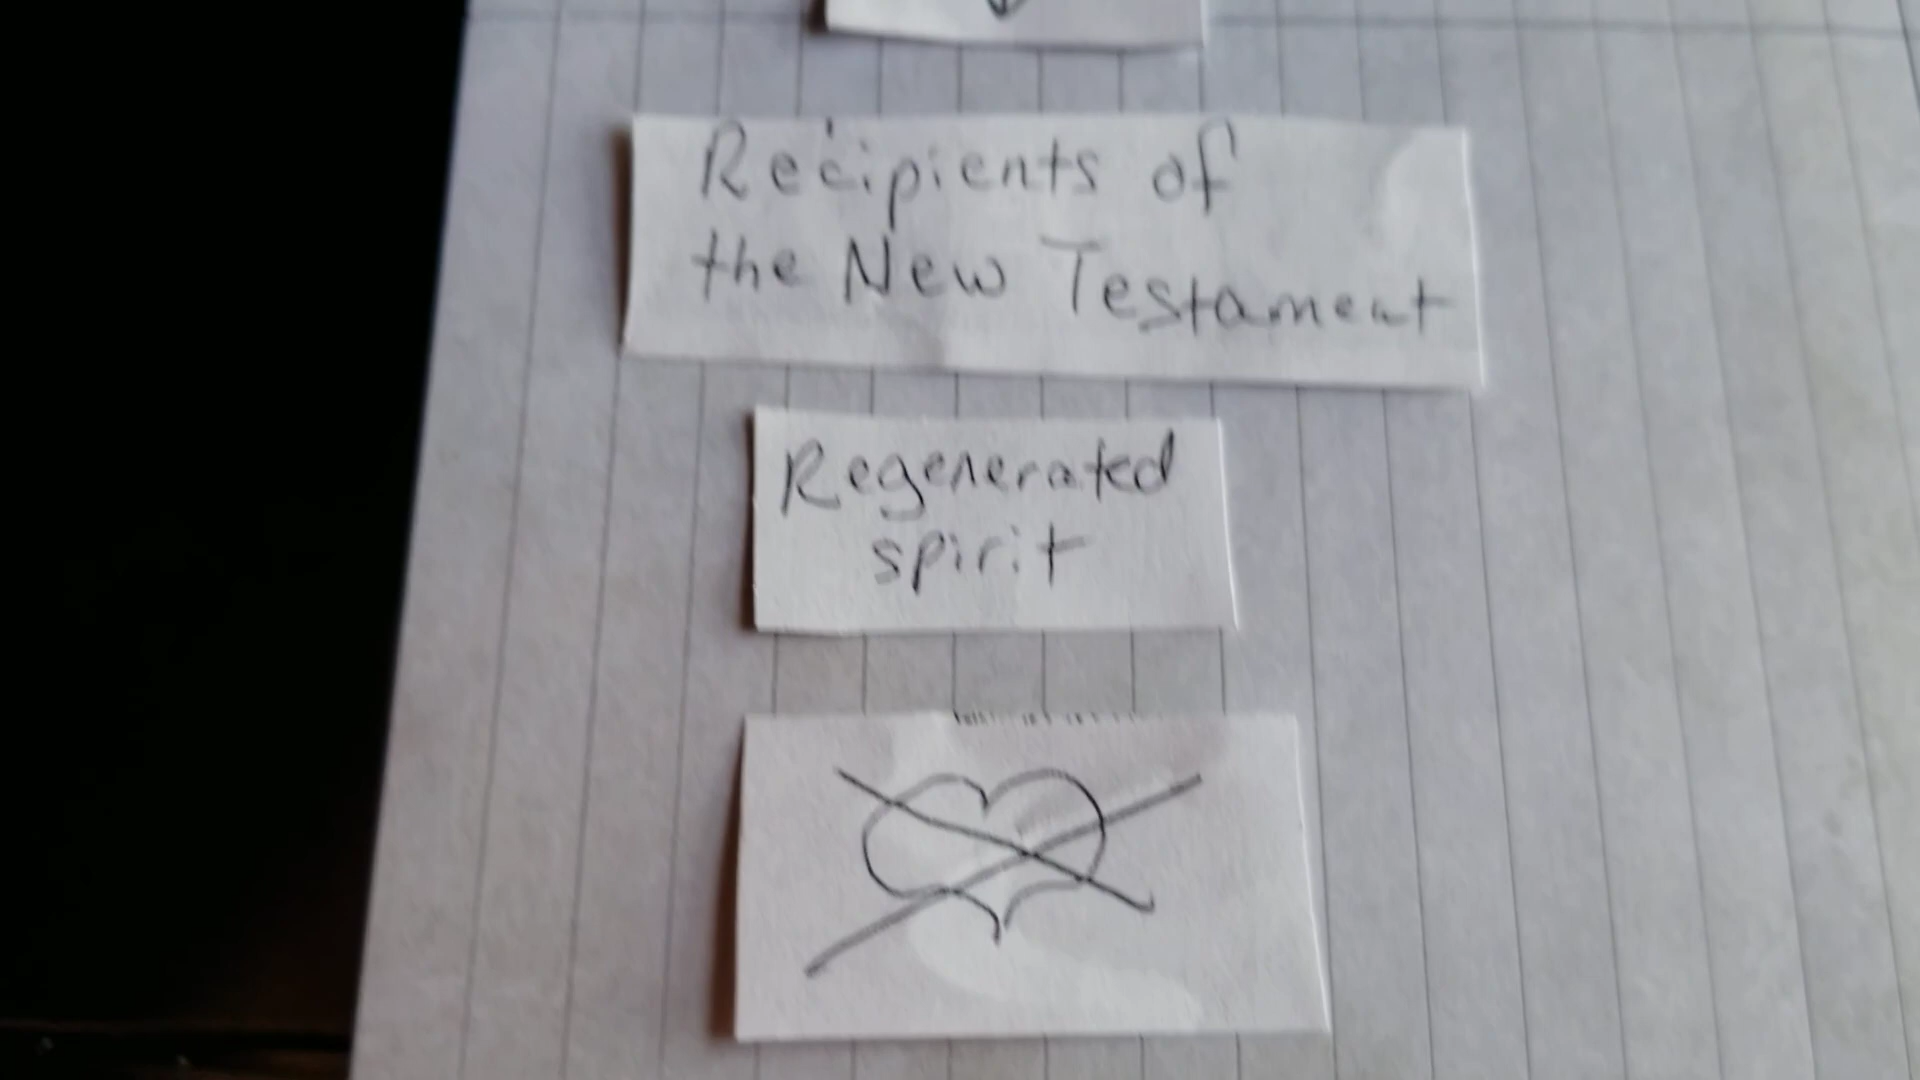 Recipients of
the New Testament
Regenerated
spirit